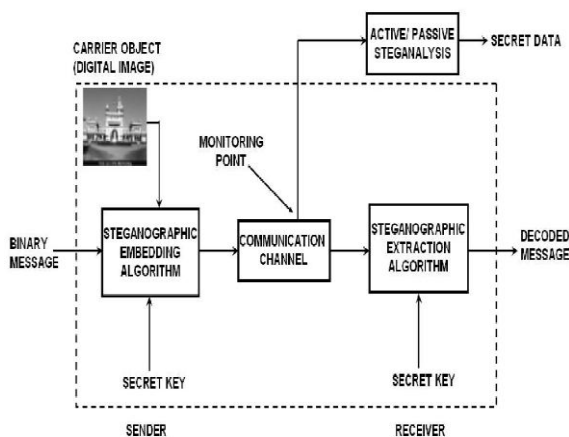 CARRIER OBJECT
(DIGITAL IMAGE)
ACTIVE/ PASSIVE
STEGANALYSIS
SECRET DATA
MONITORING
POINT
BINARY
MESSAGE
STEGANOGRAPHIC
EMBEDDING
ALGORITHM
COMMUNICATION
CHANNEL
STEGANOGRAPHIC
EXTRACTION
ALGORITHM
DECODED
MESSAGE
SECRET KEY
SECRET KEY
SENDER
RECEIVER